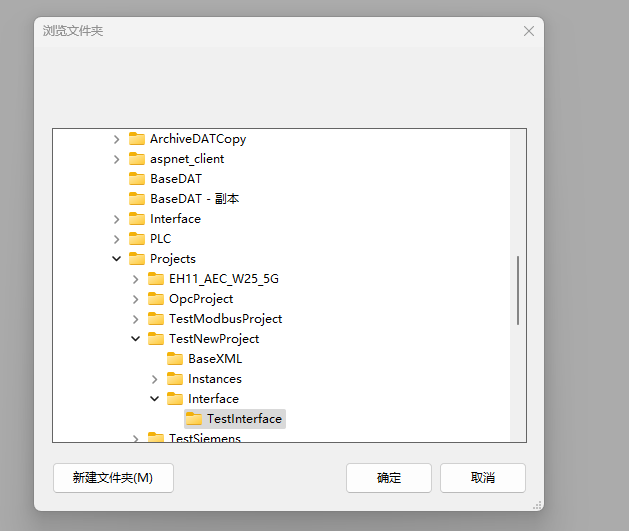 浏览文件夹
ArchiveDATCopy
aspnet_client
BaseDAT
BaseDAT - 副本
Interface
PLC
Projects
EH11_AEC_W25_5G
OpcProject
TestModbusProject
TestNewProject
BaseXML
Instances
Interface
TestInterface
TestSiemens
新建文件夹(M)
确定
取消